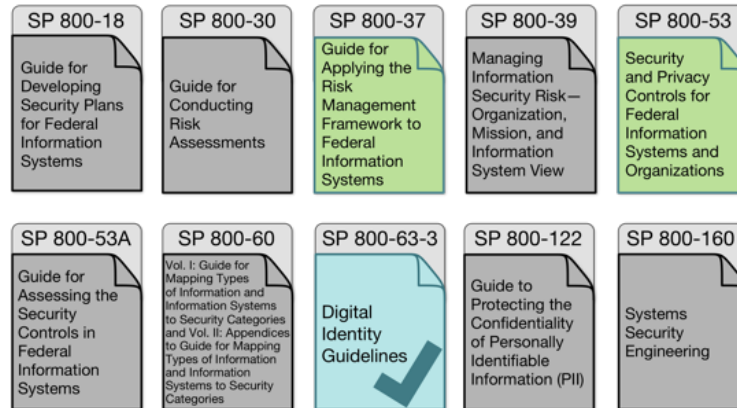 SP 800-18
Guide for
Developing
Security Plans
for Federal
Information
Systems
SP 800-30
Guide for
Conducting
Risk
Assessments
SP 800-37
Guide for
Applying the
Risk
Management
Framework to
Federal
Information
Systems
SP 800-39
Managing
Information
Security Risk—
Organization,
Mission, and
Information
System View
SP 800-53
Security
and Privacy
Controls for
Federal
Information
Systems and
Organizations
SP 800-53A
Guide for
Assessing the
Security
Controls in
Federal
Information
Systems
SP 800-60
Vol. I: Guide for
Mapping Types
of Information and
Information Systems
to Security Categories
and Vol. II: Appendices
to Guide for Mapping
Types of Information
and Information
Systems to Security
Categories
SP 800-63-3
Digital
Identity
Guidelines
SP 800-122
Guide to
Protecting the
Confidentiality
of Personally
Identifiable
Information (PII)
SP 800-160
Systems
Security
Engineering